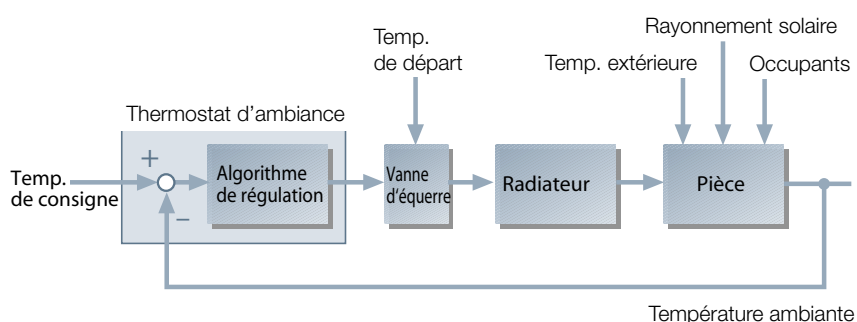 Rayonnement solaire
Temp.
de départ
Temp. extérieure
Occupants
Thermostat d’ambiance
+
Temp.
de consigne
Algorithme
de régulation
Vanne
d‘équerre
Radiateur
Pièce
−
Température ambiante